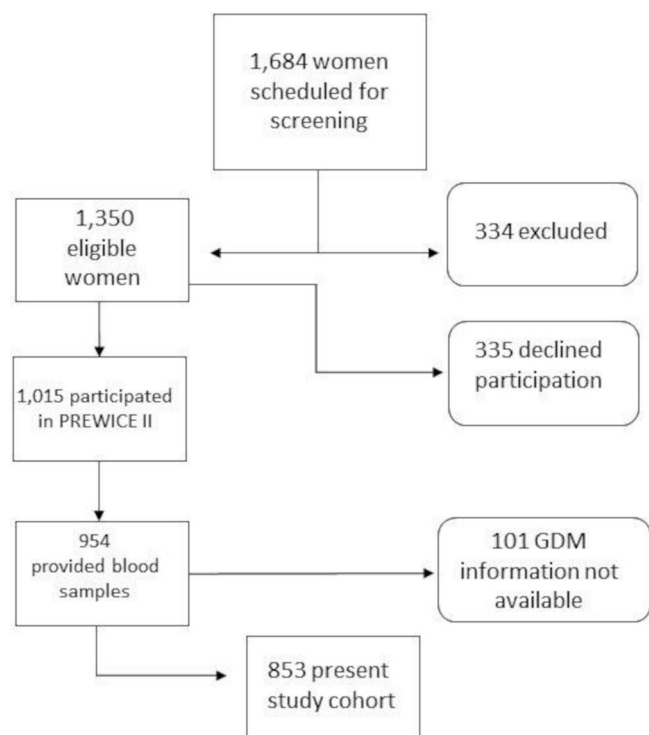 1,684 women
scheduled for
screening
1,350
eligible
women
334 excluded
335 declined
participation
1,015 participated
in PREWICE II
954
provided blood
samples
101 GDM
information not
available
853 present
study cohort